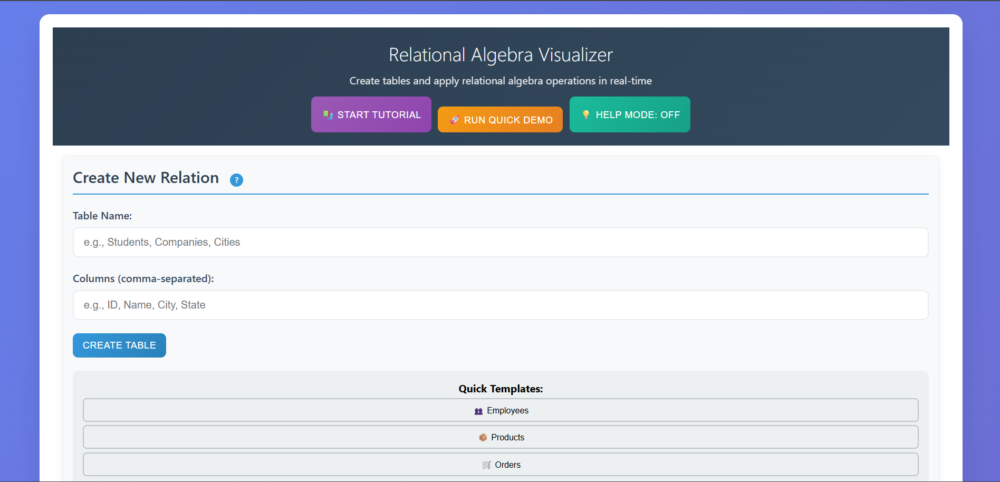 Relational Algebra Visualizer
Create tables and apply relational algebra operations in real-time
START TUTORIAL
RUN QUICK DEMO
HELP MODE: OFF
Create New Relation ?
Table Name:
e.g., Students, Companies, Cities
Columns (comma-separated):
e.g., ID, Name, City, State
CREATE TABLE
Quick Templates:
Employees
Products
Orders